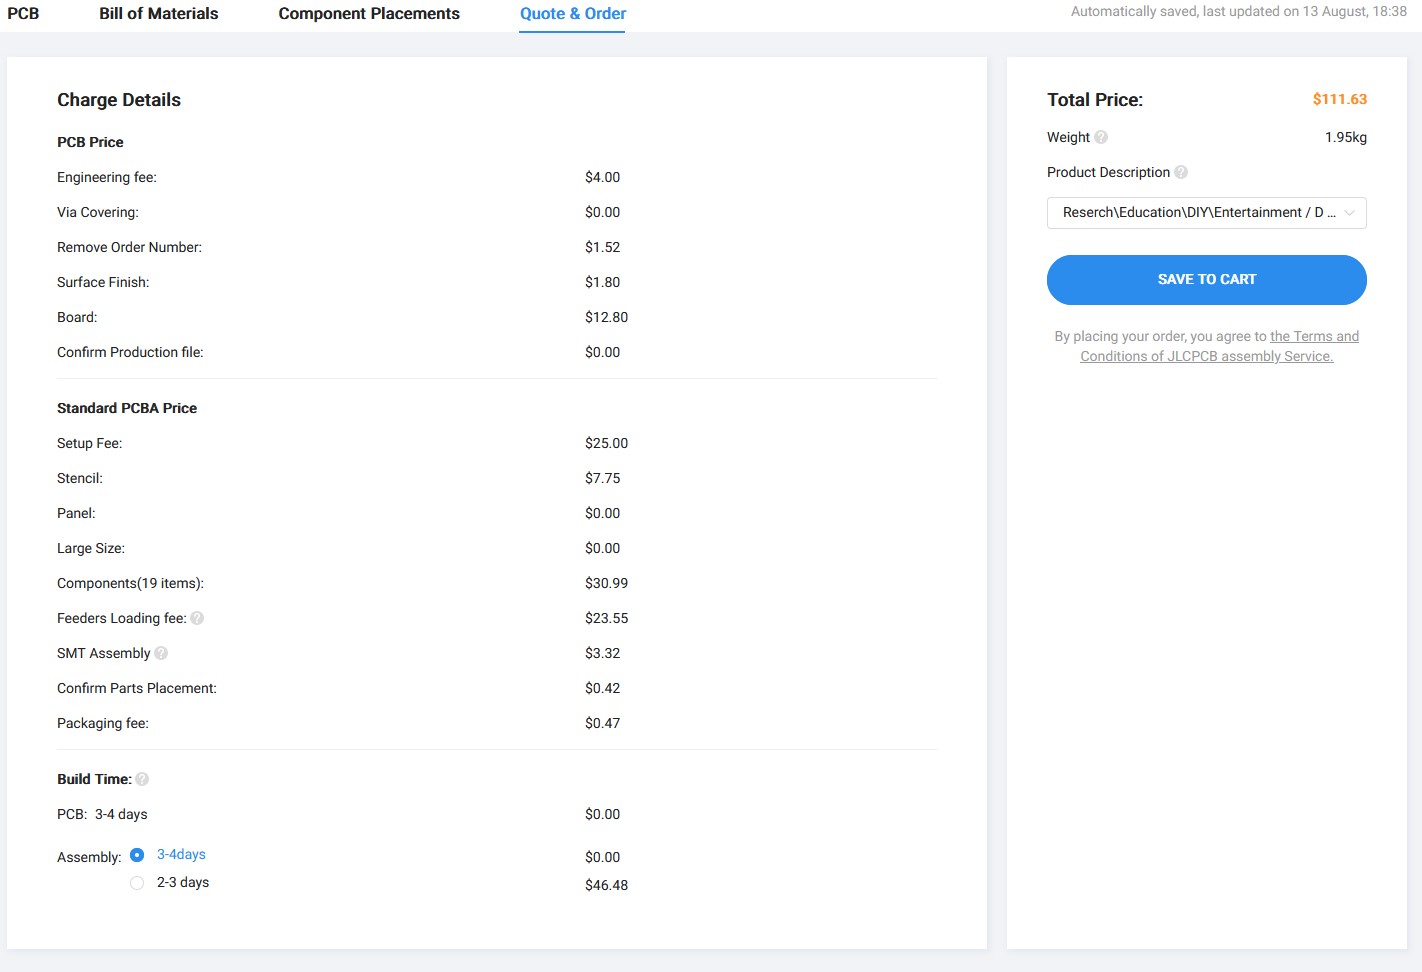 PCB Bill of Materials Component Placements Quote & Order Automatically saved, last updated on 13 August, 18:38
Charge Details
PCB Price
Engineering fee: $4.00
Via Covering: $0.00
Remove Order Number: $1.52
Surface Finish: $1.80
Board: $12.80
Confirm Production file: $0.00
Standard PCBA Price
Setup Fee: $25.00
Stencil: $7.75
Panel: $0.00
Large Size: $0.00
Components(19 items): $30.99
Feeders Loading fee: ? $23.55
SMT Assembly ? $3.32
Confirm Parts Placement: $0.42
Packaging fee: $0.47
Build Time: ?
PCB: 3-4 days $0.00
Assembly: 3-4days $0.00
2-3 days $46.48
Total Price: $111.63
Weight ? 1.95kg
Product Description ?
Reserch\Education\DIY\Entertainment / D ...
SAVE TO CART
By placing your order, you agree to the Terms and
Conditions of JLCPCB assembly Service.